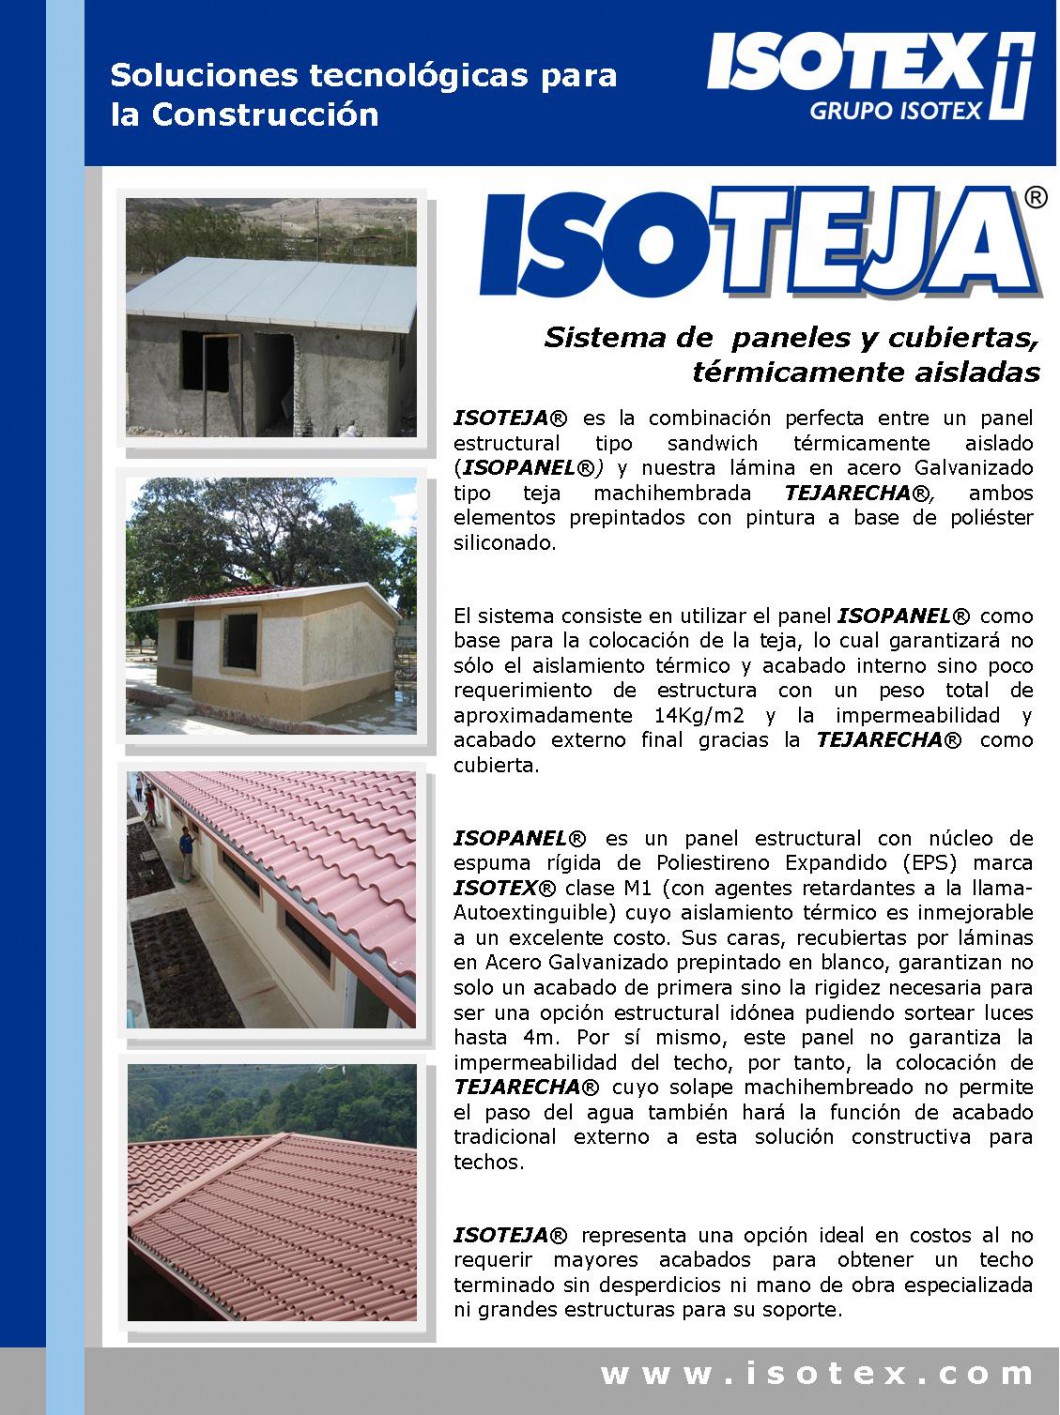 Soluciones tecnológicas para
la Construcción
ISOTEX
GRUPO ISOTEX
ISOTEJA®
Sistema de paneles y cubiertas,
térmicamente aisladas
ISOTEJA® es la combinación perfecta entre un panel
estructural tipo sandwich térmicamente aislado
(ISOPANEL®) y nuestra lámina en acero Galvanizado
tipo teja machihembrada TEJARECHA®, ambos
elementos prepintados con pintura a base de poliéster
siliconado.
El sistema consiste en utilizar el panel ISOPANEL® como
base para la colocación de la teja, lo cual garantizará no
sólo el aislamiento térmico y acabado interno sino poco
requerimiento de estructura con un peso total de
aproximadamente 14Kg/m2 y la impermeabilidad y
acabado externo final gracias la TEJARECHA® como
cubierta.
ISOPANEL® es un panel estructural con núcleo de
espuma rígida de Poliestireno Expandido (EPS) marca
ISOTEX® clase M1 (con agentes retardantes a la llama-
Autoextinguible) cuyo aislamiento térmico es inmejorable
a un excelente costo. Sus caras, recubiertas por láminas
en Acero Galvanizado prepintado en blanco, garantizan no
solo un acabado de primera sino la rigidez necesaria para
ser una opción estructural idónea pudiendo sortear luces
hasta 4m. Por sí mismo, este panel no garantiza la
impermeabilidad del techo, por tanto, la colocación de
TEJARECHA® cuyo solape machihembreado no permite
el paso del agua también hará la función de acabado
tradicional externo a esta solución constructiva para
techos.
ISOTEJA® representa una opción ideal en costos al no
requerir mayores acabados para obtener un techo
terminado sin desperdicios ni mano de obra especializada
ni grandes estructuras para su soporte.
www.isotex.com